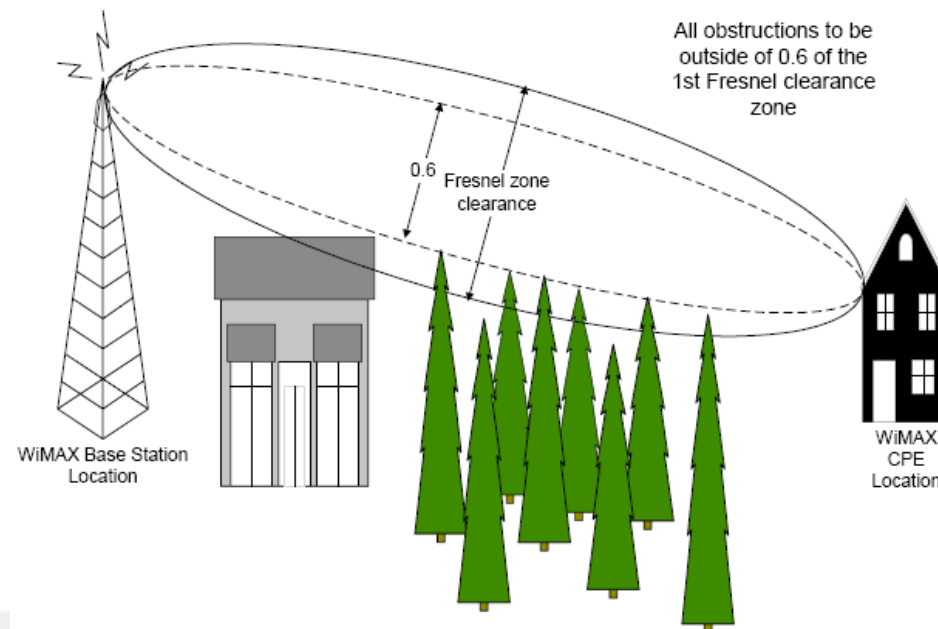 All obstructions to be
outside of 0.6 of the
1st Fresnel clearance
zone
0.6
Fresnel zone
clearance
WiMAX Base Station
Location
WiMAX
CPE
Location